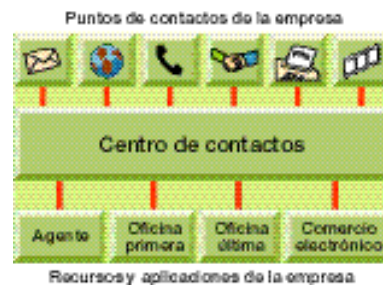 Puntos de contactos de la empresa
Centro de contactos
Agente
Oficina
primera
Oficina
última
Comercio
electrónico
Recursos y aplicaciones de la empresa